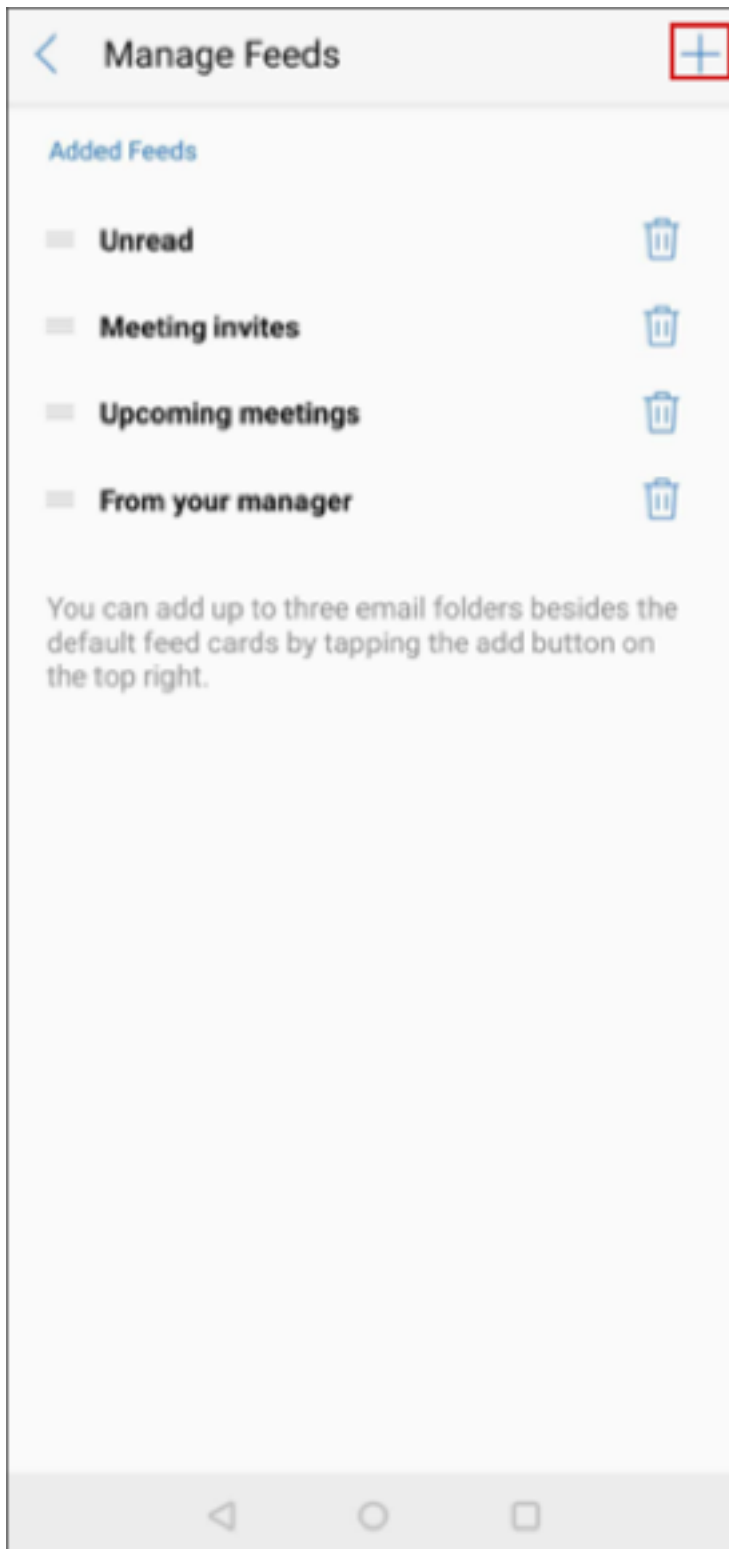 Manage Feeds
Added Feeds
Unread
Meeting invites
Upcoming meetings
From your manager
You can add up to three email folders besides the
default feed cards by tapping the add button on
the top right.